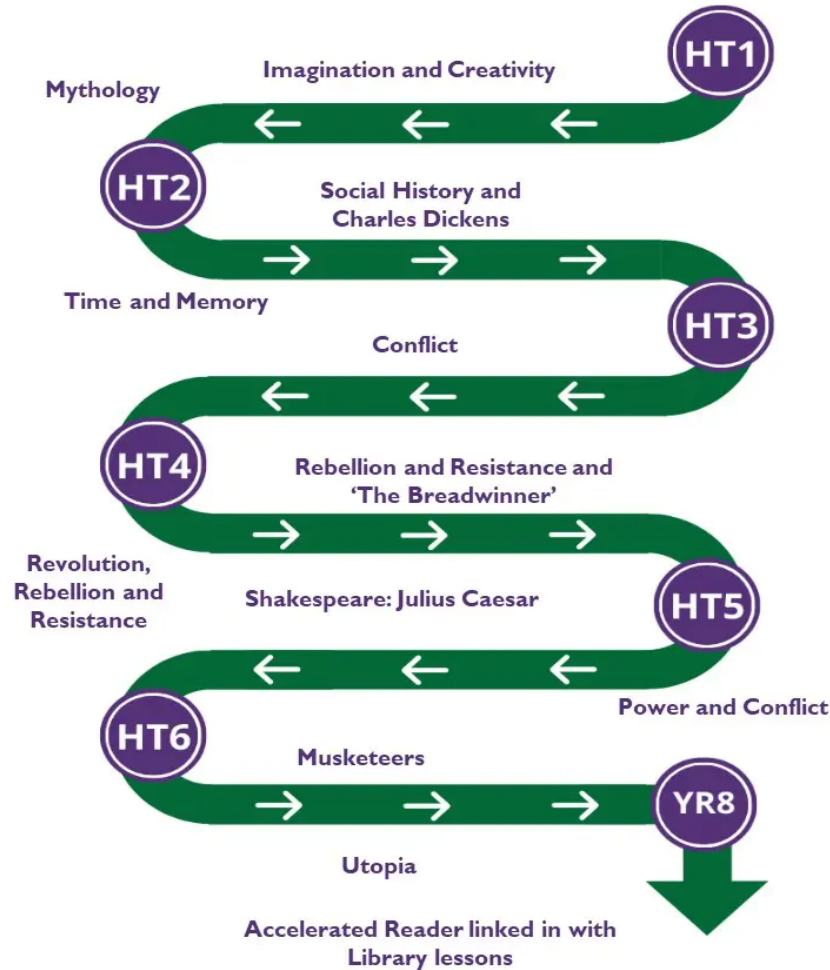 HT1
Imagination and Creativity
Mythology
HT2
Social History and
Charles Dickens
Time and Memory
HT3
Conflict
HT4
Rebellion and Resistance and
‘The Breadwinner’
Revolution,
Rebellion and
Resistance
Shakespeare: Julius Caesar
HT5
Power and Conflict
HT6
Musketeers
YR8
Utopia
Accelerated Reader linked in with
Library lessons